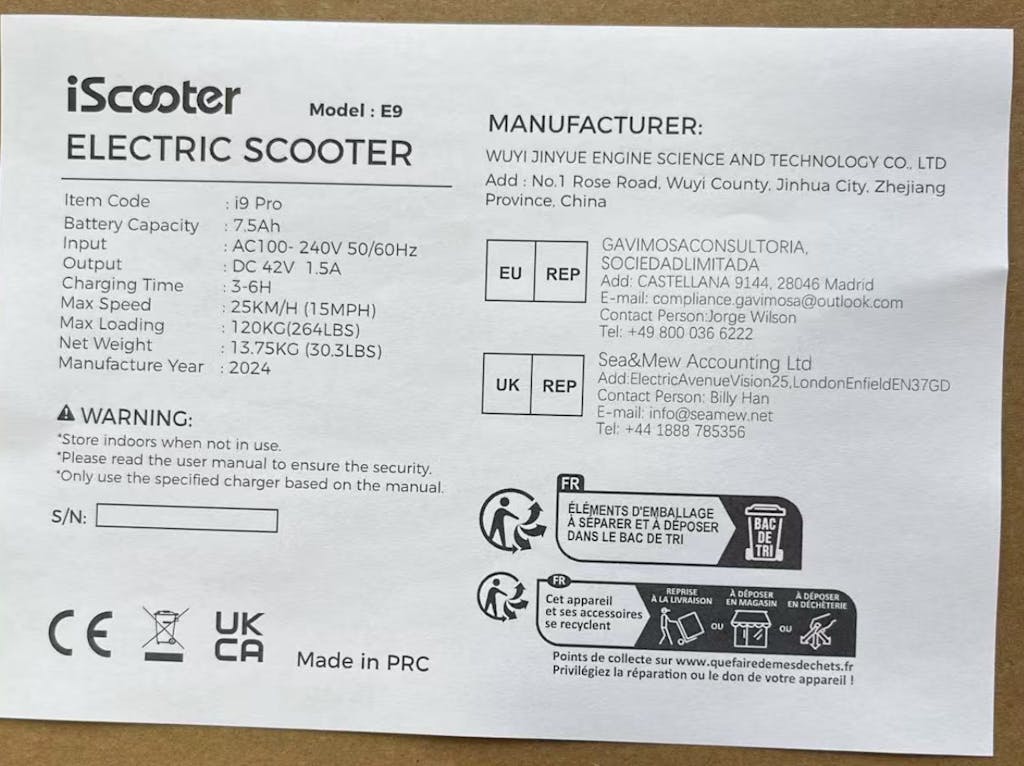 iScooter
Model : E9
ELECTRIC SCOOTER
Item Code : i9 Pro
Battery Capacity : 7.5Ah
Input : AC100- 240V 50/60Hz
Output : DC 42V 1.5A
Charging Time : 3-6H
Max Speed : 25KM/H (15MPH)
Max Loading : 120KG(264LBS)
Net Weight : 13.75KG (30.3LBS)
Manufacture Year : 2024
WARNING:
*Store indoors when not in use.
*Please read the user manual to ensure the security.
*Only use the specified charger based on the manual.
S/N:
CE
UK
CA
Made in PRC
MANUFACTURER:
WUYI JINYUE ENGINE SCIENCE AND TECHNOLOGY CO., LTD
Add : No.1 Rose Road, Wuyi County, Jinhua City, Zhejiang
Province, China
EU REP
GAVIMOSACONSULTORIA,
SOCIEDADLIMITADA
Add: CASTELLANA 9144, 28046 Madrid
E-mail: compliance.gavimosa@outlook.com
Contact Person:Jorge Wilson
Tel: +49 800 036 6222
UK REP
Sea&Mew Accounting Ltd
Add:ElectricAvenueVision25,LondonEnfieldEN37GD
Contact Person: Billy Han
E-mail: info@seamew.net
Tel: +44 1888 785356
FR
ÉLÉMENTS D'EMBALLAGE
À SÉPARER ET À DÉPOSER
DANS LE BAC DE TRI
BAC
DE
TRI
FR
Cet appareil
et ses accessoires
se recyclent
REPRISE
À LA LIVRAISON
OU
À DÉPOSER
EN MAGASIN
OU
À DÉPOSER
EN DÉCHÈTERIE
Points de collecte sur www.quefairedemesdechets.fr
Privilégiez la réparation ou le don de votre appareil !